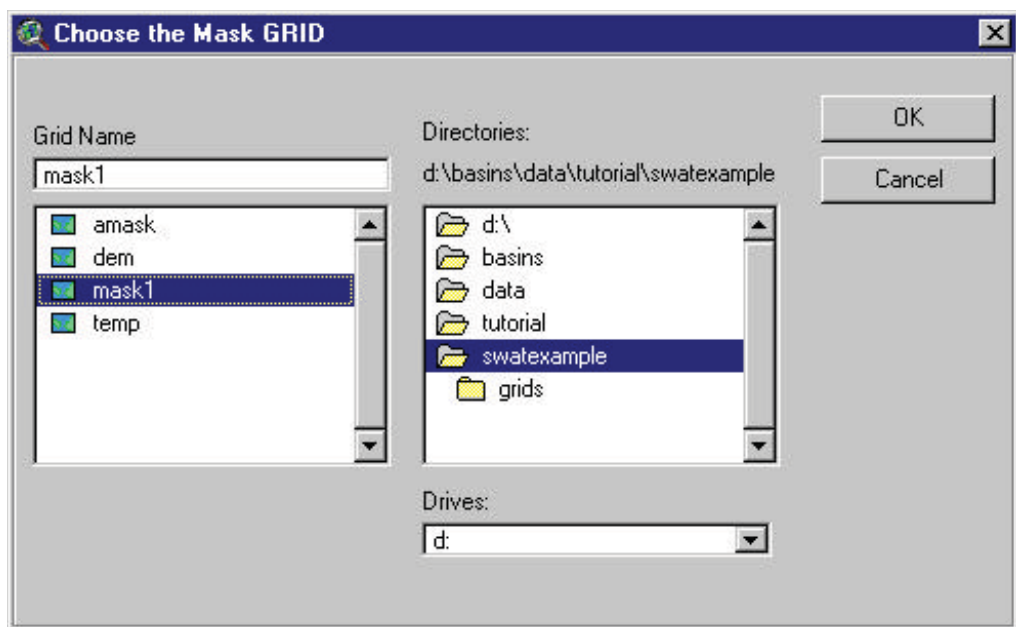 Choose the Mask GRID
Grid Name
mask1
amask
dem
mask1
temp
Directories:
d:\basins\data\tutorial\swatexample
d:\
basins
data
tutorial
swatexample
grids
Drives:
d:
OK
Cancel